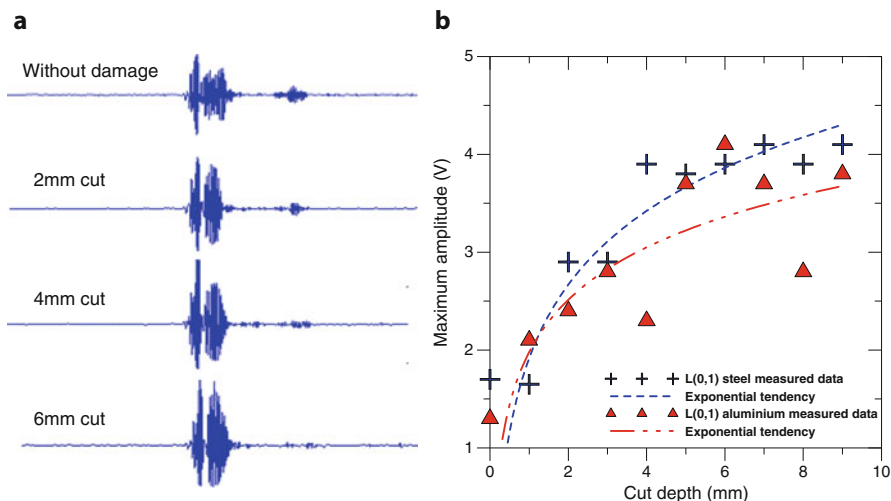 a
Without damage
2mm cut
4mm cut
6mm cut
b
Maximum amplitude (V)
5
4
3
2
1
0
2
4
6
8
10
Cut depth (mm)
L(0,1) steel measured data
Exponential tendency
L(0,1) aluminium measured data
Exponential tendency